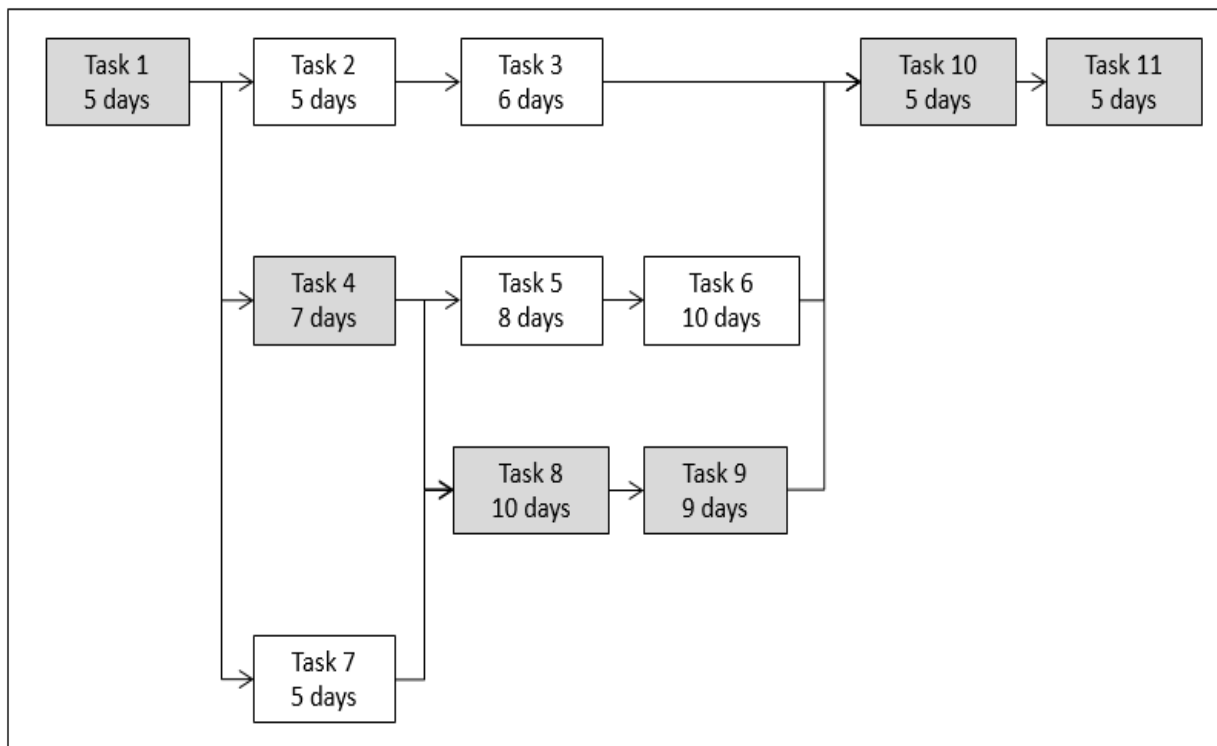 Task 1
5 days
Task 2
5 days
Task 3
6 days
Task 10
5 days
Task 11
5 days
Task 4
7 days
Task 5
8 days
Task 6
10 days
Task 8
10 days
Task 9
9 days
Task 7
5 days